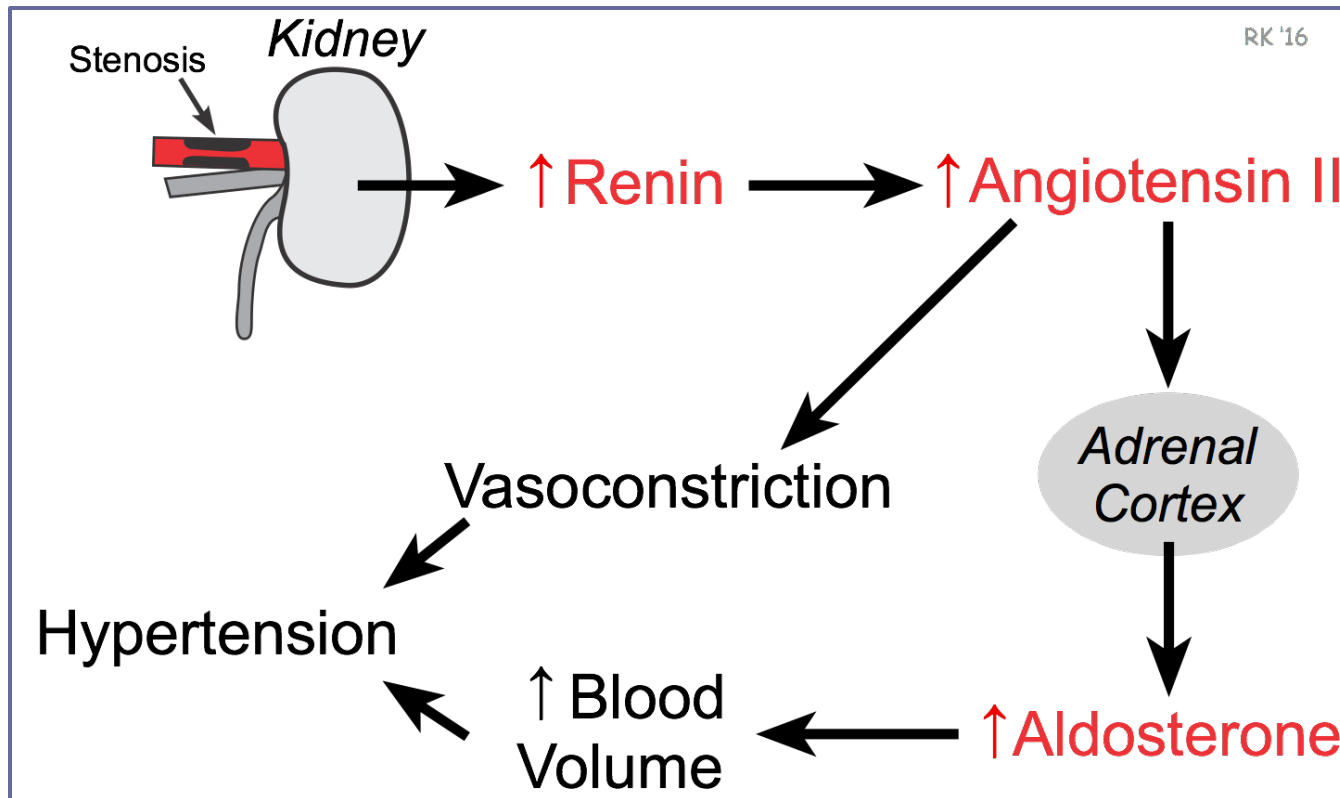 Kidney
RK '16
Stenosis
↑Renin
↑Angiotensin II
Adrenal
Cortex
Vasoconstriction
Hypertension
↑Blood
Volume
↑Aldosterone